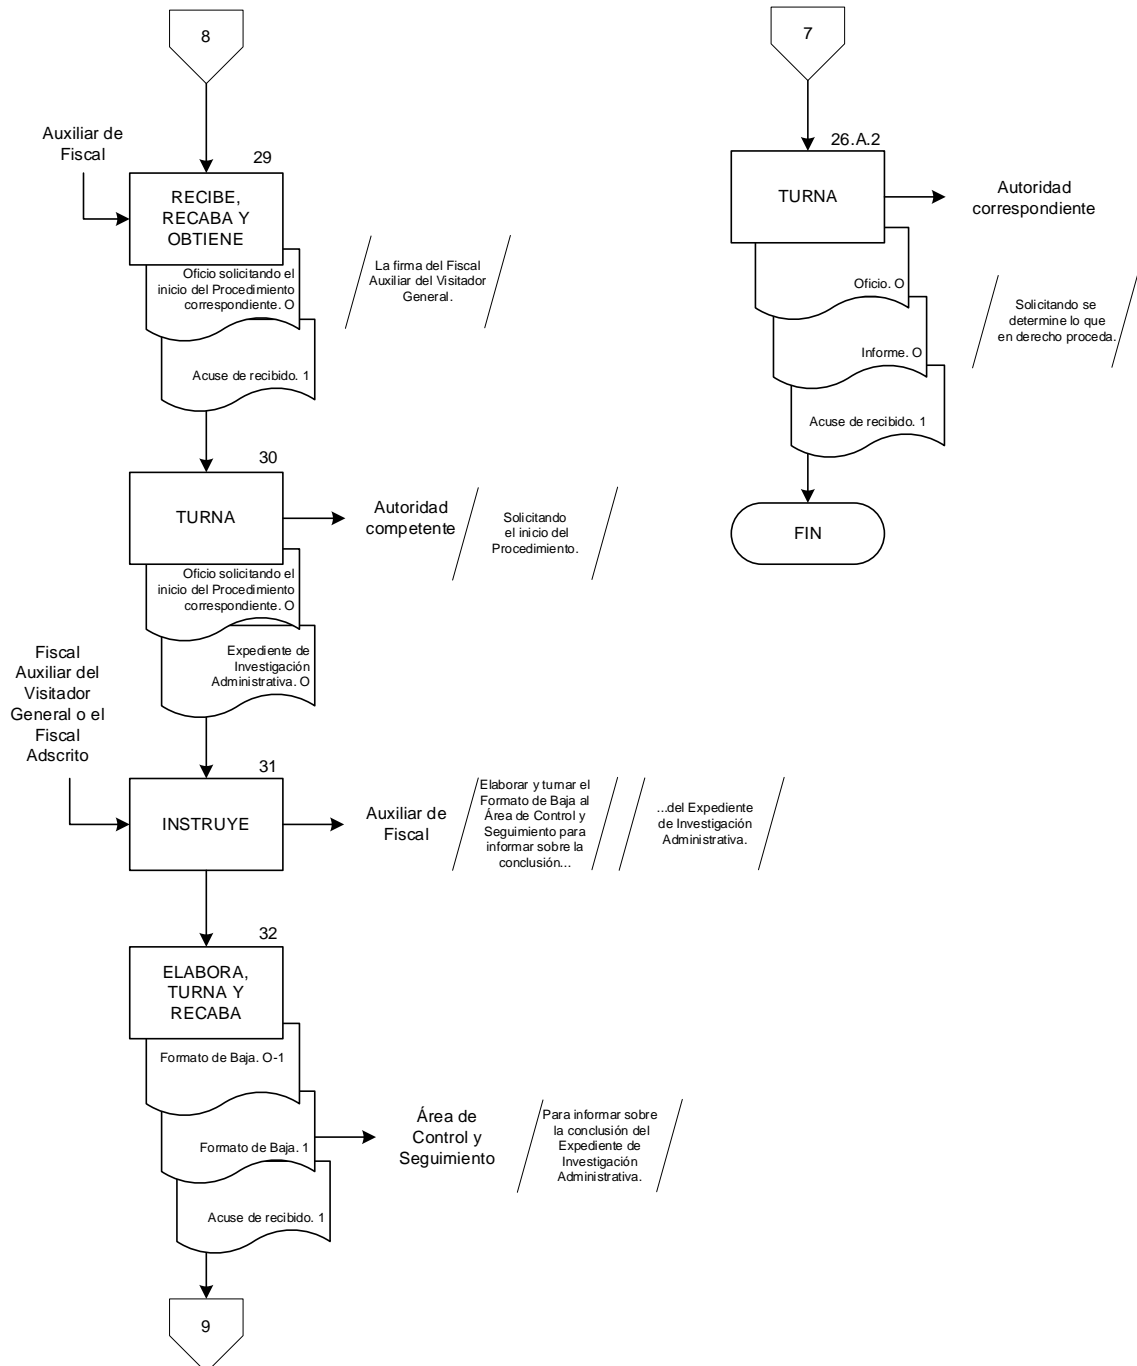 8
Auxiliar de
Fiscal
29
RECIBE,
RECABA Y
OBTIENE
Oficio solicitando el
inicio del Procedimiento
correspondiente. O
Acuse de recibido. 1
La firma del Fiscal
Auxiliar del Visitador
General.
30
TURNA
Autoridad
competente
Solicitando
el inicio del
Procedimiento.
Oficio solicitando el
inicio del Procedimiento
correspondiente. O
Expediente de
Investigación
Administrativa. O
Fiscal
Auxiliar del
Visitador
General o el
Fiscal
Adscrito
31
INSTRUYE
Auxiliar de
Fiscal
Elaborar y turnar el
Formato de Baja al
Área de Control y
Seguimiento para
informar sobre la
conclusión...
...del Expediente
de Investigación
Administrativa.
32
ELABORA,
TURNA Y
RECABA
Formato de Baja. O-1
Formato de Baja. 1
Área de
Control y
Seguimiento
Para informar sobre
la conclusión del
Expediente de
Investigación
Administrativa.
Acuse de recibido. 1
9
7
26.A.2
TURNA
Autoridad
correspondiente
Oficio. O
Informe. O
Acuse de recibido. 1
Solicitando se
determine lo que
en derecho proceda.
FIN